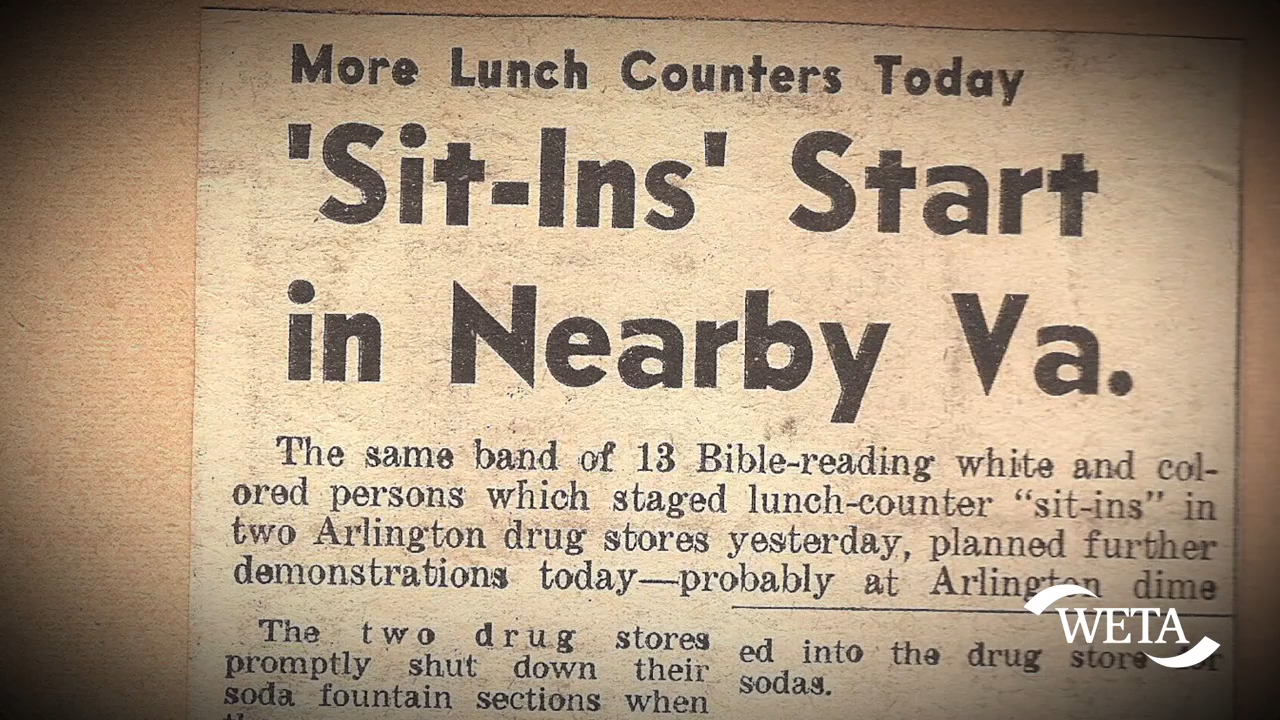 More Lunch Counters Today
'Sit-Ins' Start
in Nearby Va.
The same band of 13 Bible-reading white and col-
ored persons which staged lunch-counter “sit-ins” in
two Arlington drug stores yesterday, planned further
demonstrations today—probably at Arlington dime
The two drug stores
promptly shut down their
soda fountain sections when
ed into the drug store for
sodas.
WETA